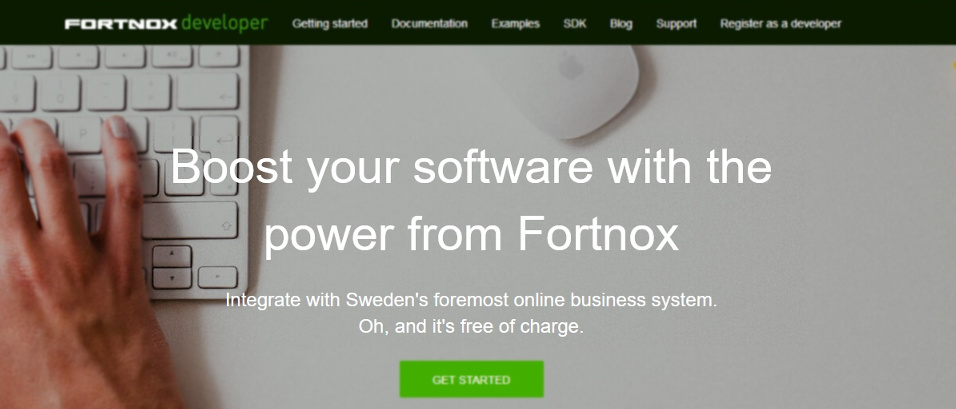 FORTNOX developer Getting started Documentation Examples SDK Blog Support Register as a developer
Boost your software with the
power from Fortnox
Integrate with Sweden's foremost online business system.
Oh, and it's free of charge.
GET STARTED